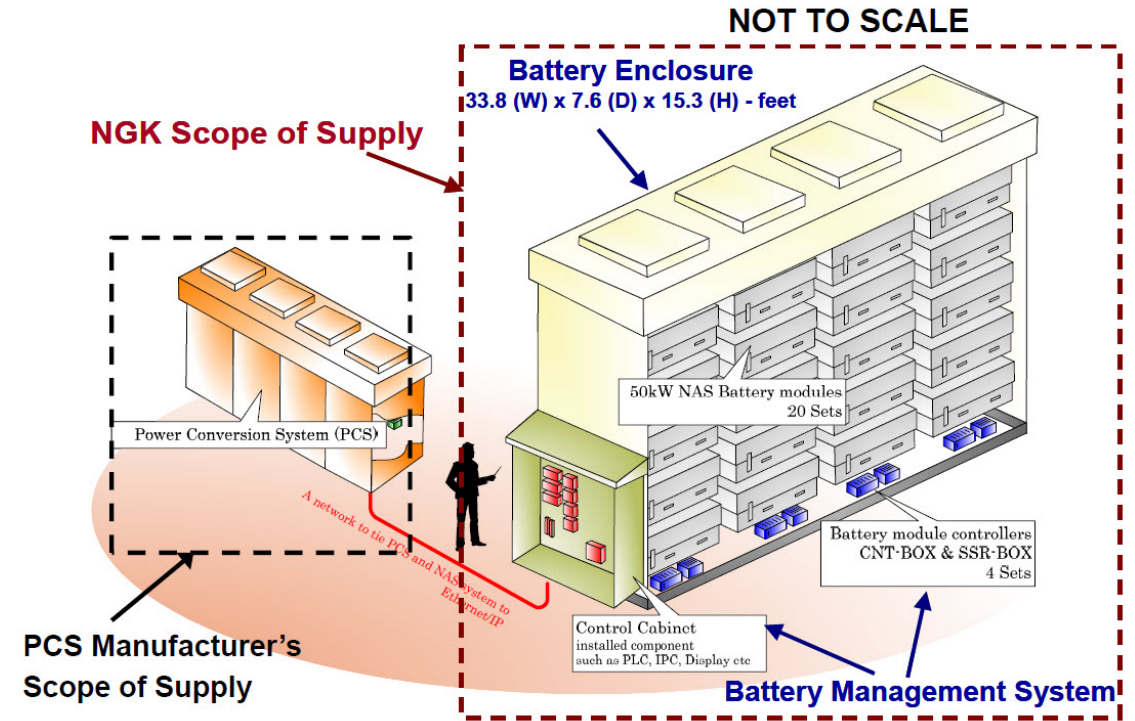 NOT TO SCALE
Battery Enclosure
33.8 (W) x 7.6 (D) x 15.3 (H) - feet
NGK Scope of Supply
50kW NAS Battery modules
20 Sets
Power Conversion System (PCS)
A network to tie PCS and NAS system to
Ethernet/IP
Battery module controllers
CNT-BOX & SSR-BOX
4 Sets
Control Cabinet
installed component
such as PLC, IPC, Display etc
PCS Manufacturer’s
Scope of Supply
Battery Management System